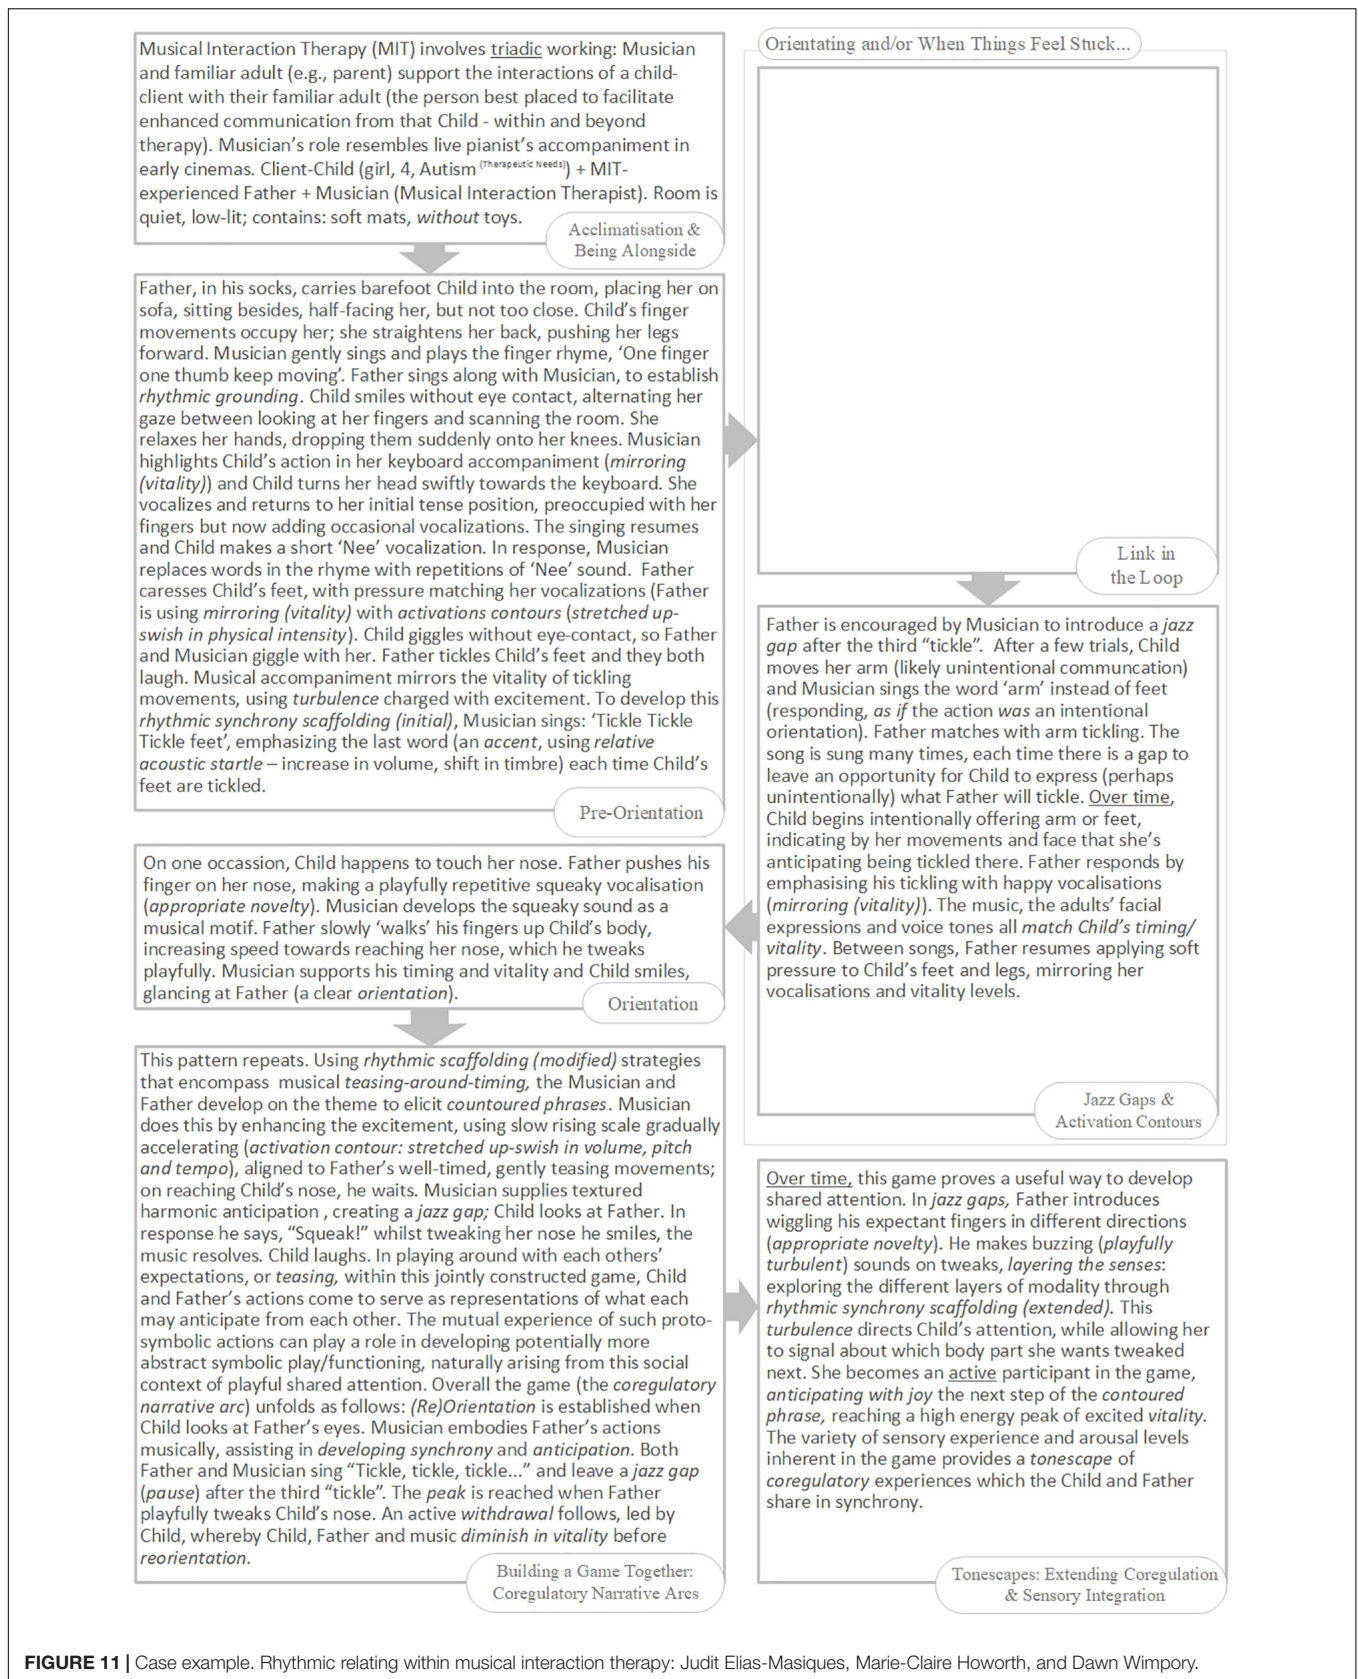 Musical Interaction Therapy (MIT) involves triadic working: Musician
and familiar adult (e.g., parent) support the interactions of a child-
client with their familiar adult (the person best placed to facilitate
enhanced communication from that Child - within and beyond
therapy). Musician's role resembles live pianist's accompaniment in
early cinemas. Client-Child (girl, 4, Autism (Therapeutic Needs)) + MIT-
experienced Father + Musician (Musical Interaction Therapist). Room is
quiet, low-lit; contains: soft mats, without toys.
Acclimatisation &
Being Alongside
Father, in his socks, carries barefoot Child into the room, placing her on
sofa, sitting besides, half-facing her, but not too close. Child's finger
movements occupy her; she straightens her back, pushing her legs
forward. Musician gently sings and plays the finger rhyme, 'One finger
one thumb keep moving'. Father sings along with Musician, to establish
rhythmic grounding. Child smiles without eye contact, alternating her
gaze between looking at her fingers and scanning the room. She
relaxes her hands, dropping them suddenly onto her knees. Musician
highlights Child's action in her keyboard accompaniment (mirroring
(vitality)) and Child turns her head swiftly towards the keyboard. She
vocalizes and returns to her initial tense position, preoccupied with her
fingers but now adding occasional vocalizations. The singing resumes
and Child makes a short 'Nee' vocalization. In response, Musician
replaces words in the rhyme with repetitions of 'Nee' sound. Father
caresses Child's feet, with pressure matching her vocalizations (Father
is using mirroring (vitality) with activations contours (stretched up-
swish in physical intensity). Child giggles without eye-contact, so Father
and Musician giggle with her. Father tickles Child's feet and they both
laugh. Musical accompaniment mirrors the vitality of tickling
movements, using turbulence charged with excitement. To develop this
rhythmic synchrony scaffolding (initial), Musician sings: 'Tickle Tickle
Tickle feet', emphasizing the last word (an accent, using relative
acoustic startle – increase in volume, shift in timbre) each time Child's
feet are tickled.
Pre-Orientation
Orientating and/or When Things Feel Stuck...
Link in
the Loop
Father is encouraged by Musician to introduce a jazz
gap after the third "tickle". After a few trials, Child
moves her arm (likely unintentional communcation)
and Musician sings the word 'arm' instead of feet
(responding, as if the action was an intentional
orientation). Father matches with arm tickling. The
song is sung many times, each time there is a gap to
leave an opportunity for Child to express (perhaps
unintentionally) what Father will tickle. Over time,
Child begins intentionally offering arm or feet,
indicating by her movements and face that she's
anticipating being tickled there. Father responds by
emphasising his tickling with happy vocalisations
(mirroring (vitality)). The music, the adults' facial
expressions and voice tones all match Child's timing/
vitality. Between songs, Father resumes applying soft
pressure to Child's feet and legs, mirroring her
vocalisations and vitality levels.
Jazz Gaps &
Activation Contours
On one occassion, Child happens to touch her nose. Father pushes his
finger on her nose, making a playfully repetitive squeaky vocalisation
(appropriate novelty). Musician develops the squeaky sound as a
musical motif. Father slowly 'walks' his fingers up Child's body,
increasing speed towards reaching her nose, which he tweaks
playfully. Musician supports his timing and vitality and Child smiles,
glancing at Father (a clear orientation).
Orientation
This pattern repeats. Using rhythmic scaffolding (modified) strategies
that encompass musical teasing-around-timing, the Musician and
Father develop on the theme to elicit countoured phrases. Musician
does this by enhancing the excitement, using slow rising scale gradually
accelerating (activation contour: stretched up-swish in volume, pitch
and tempo), aligned to Father's well-timed, gently teasing movements;
on reaching Child's nose, he waits. Musician supplies textured
harmonic anticipation , creating a jazz gap; Child looks at Father. In
response he says, "Squeak!" whilst tweaking her nose he smiles, the
music resolves. Child laughs. In playing around with each others'
expectations, or teasing, within this jointly constructed game, Child
and Father's actions come to serve as representations of what each
may anticipate from each other. The mutual experience of such proto-
symbolic actions can play a role in developing potentially more
abstract symbolic play/functioning, naturally arising from this social
context of playful shared attention. Overall the game (the coregulatory
narrative arc) unfolds as follows: (Re)Orientation is established when
Child looks at Father's eyes. Musician embodies Father's actions
musically, assisting in developing synchrony and anticipation. Both
Father and Musician sing "Tickle, tickle, tickle..." and leave a jazz gap
(pause) after the third "tickle". The peak is reached when Father
playfully tweaks Child's nose. An active withdrawal follows, led by
Child, whereby Child, Father and music diminish in vitality before
reorientation.
Building a Game Together:
Coregulatory Narrative Arcs
Over time, this game proves a useful way to develop
shared attention. In jazz gaps, Father introduces
wiggling his expectant fingers in different directions
(appropriate novelty). He makes buzzing (playfully
turbulent) sounds on tweaks, layering the senses:
exploring the different layers of modality through
rhythmic synchrony scaffolding (extended). This
turbulence directs Child's attention, while allowing her
to signal about which body part she wants tweaked
next. She becomes an active participant in the game,
anticipating with joy the next step of the contoured
phrase, reaching a high energy peak of excited vitality.
The variety of sensory experience and arousal levels
inherent in the game provides a tonescape of
coregulatory experiences which the Child and Father
share in synchrony.
Tonescapes: Extending Coregulation
& Sensory Integration
FIGURE 11 | Case example. Rhythmic relating within musical interaction therapy: Judit Elias-Masiques, Marie-Claire Howorth, and Dawn Wimpory.